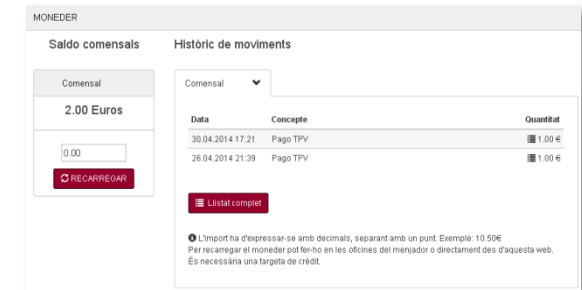 MONEDER
Saldo comensals
Històric de moviments
Comensal
2.00 Euros
0.00
RECARREGAR
Comensal
Data Concepte Quantitat
30.04.2014 17:21 Pago TPV 1.00 €
26.04.2014 21:39 Pago TPV 1.00 €
Llistat complet
L'import ha d'expressar-se amb decimals, separant amb un punt. Exemple: 10.50€
Per recarregar el moneder pot fer-ho en les oficines del menjador o directament des d'aquesta web.
És necessària una targeta de crèdit.